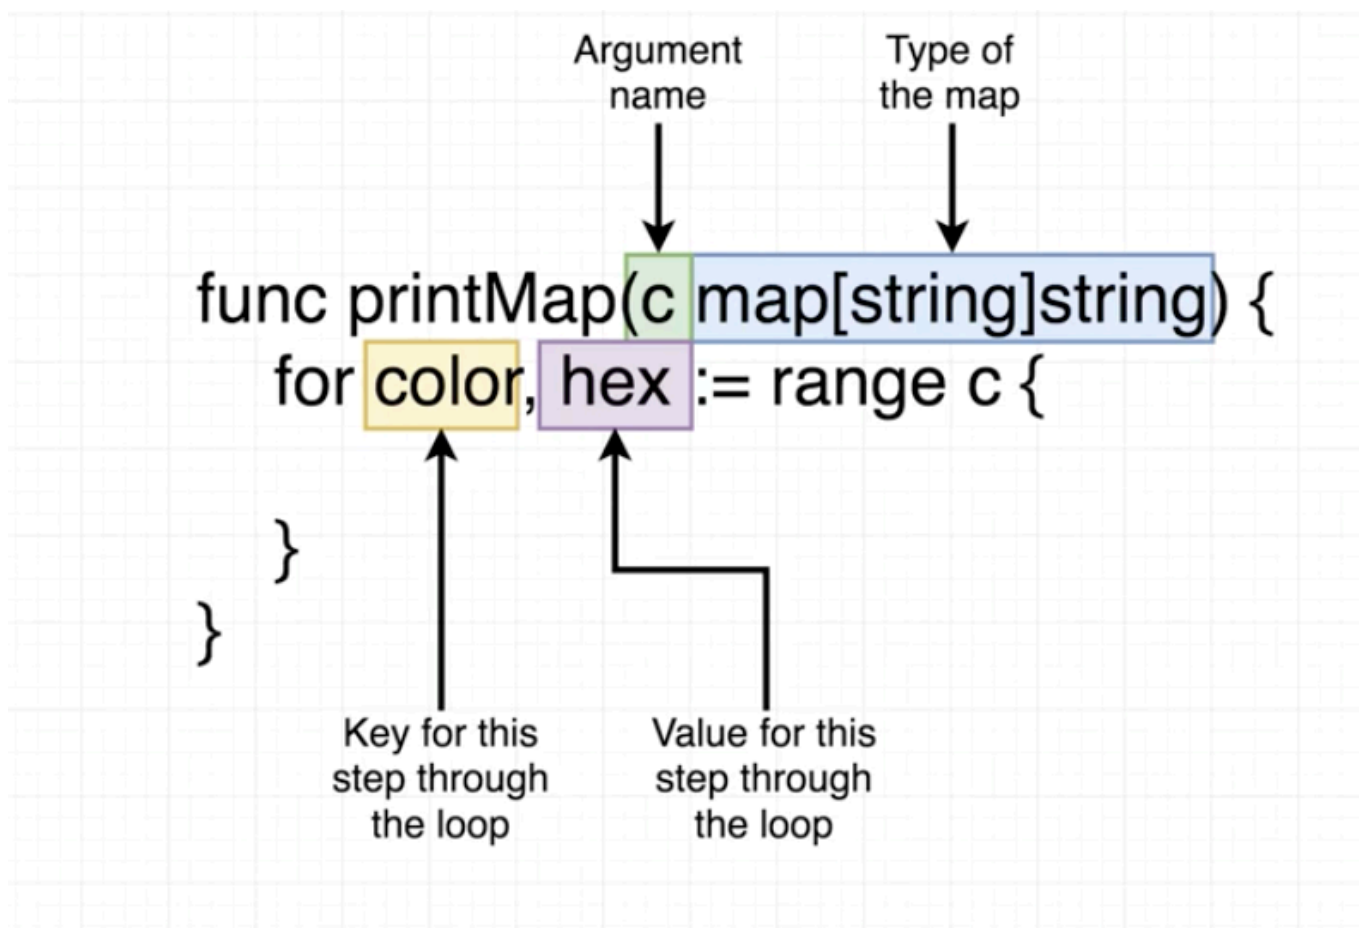 Argument
name
Type of
the map
func printMap(c map[string]string) {
for color, hex := range c {
}
}
Key for this
step through
the loop
Value for this
step through
the loop